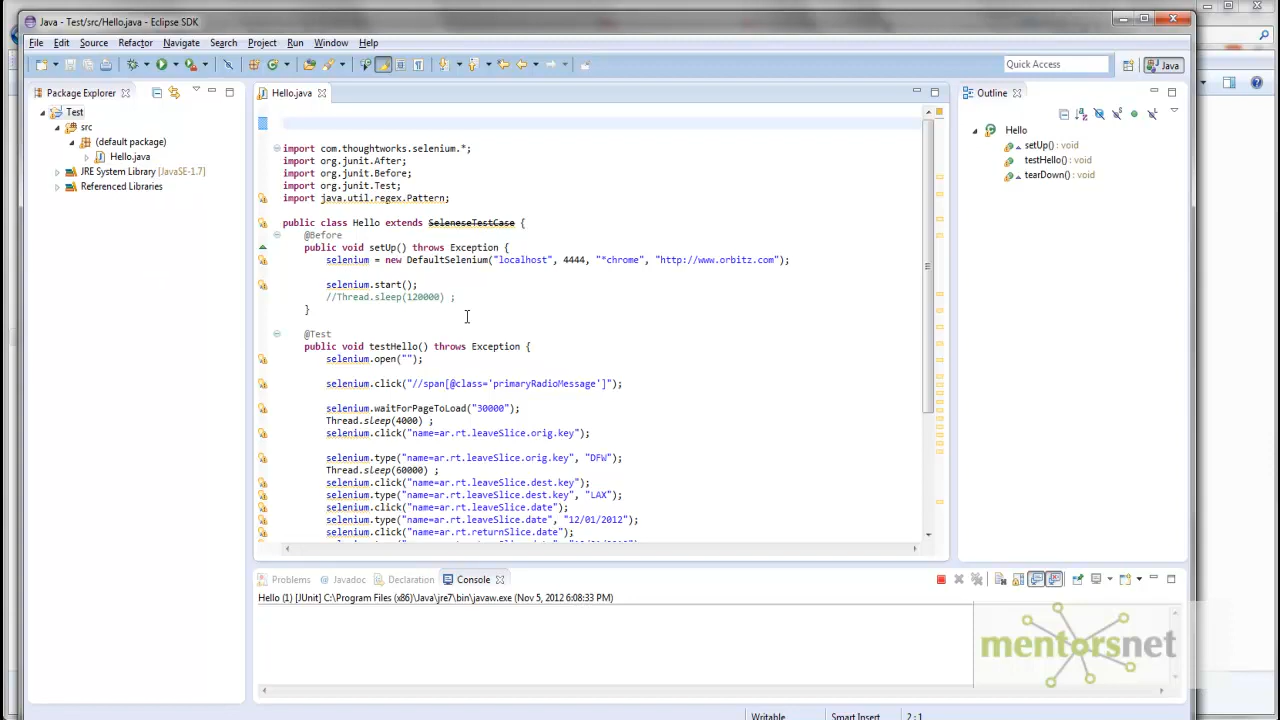 Java - Test/src/Hello.java - Eclipse SDK
File Edit Source Refactor Navigate Search Project Run Window Help
Quick Access
Java
Package Explorer
Test
src
(default package)
Hello.java
JRE System Library [JavaSE-1.7]
Referenced Libraries
Hello.java
import com.thoughtworks.selenium.*;
import org.junit.After;
import org.junit.Before;
import org.junit.Test;
import java.util.regex.Pattern;
public class Hello extends SeleneseTestCase {
@Before
public void setUp() throws Exception {
selenium = new DefaultSelenium("localhost", 4444, "*chrome", "http://www.orbitz.com");
selenium.start();
//Thread.sleep(120000) ;
}
@Test
public void testHello() throws Exception {
selenium.open("");
selenium.click("//span[@class='primaryRadioMessage']");
selenium.waitForPageToLoad("30000");
Thread.sleep(4000) ;
selenium.click("name=ar.rt.leaveSlice.orig.key");
selenium.type("name=ar.rt.leaveSlice.orig.key", "DFW");
Thread.sleep(60000) ;
selenium.click("name=ar.rt.leaveSlice.dest.key");
selenium.type("name=ar.rt.leaveSlice.dest.key", "LAX");
selenium.click("name=ar.rt.leaveSlice.date");
selenium.type("name=ar.rt.leaveSlice.date", "12/01/2012");
selenium.click("name=ar.rt.returnSlice.date");
Outline
Hello
setUp() : void
testHello() : void
tearDown() : void
Problems Javadoc Declaration Console
Hello (1) [JUnit] C:\Program Files (x86)\Java\jre7\bin\javaw.exe (Nov 5, 2012 6:08:33 PM)
mentorsnet
Writable Smart Insert 2:1